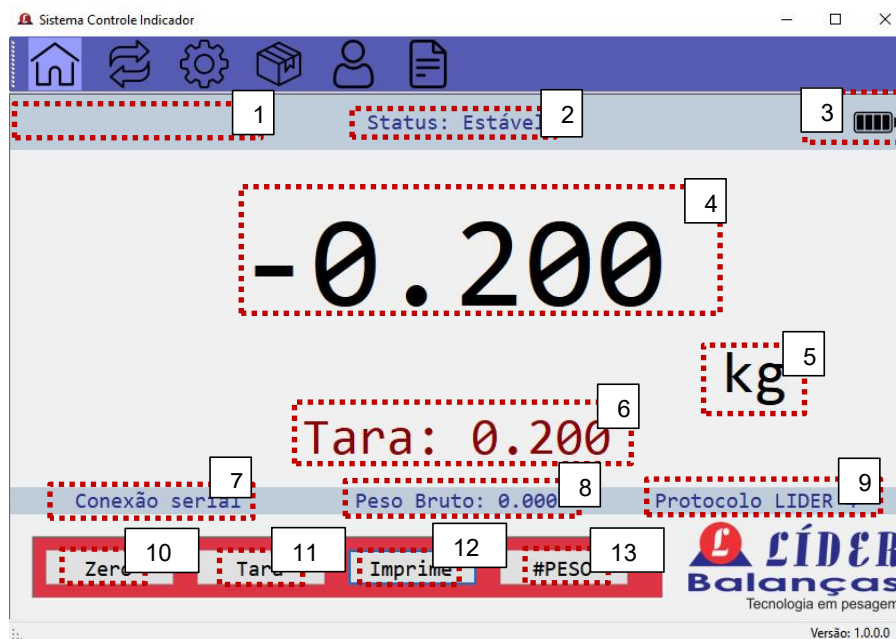 Sistema Controle Indicador
1
Status: Estável 2
3
4
-0.200
5
kg
6
Tara: 0.200
7 8 9
Conexão serial Peso Bruto: 0.000 Protocolo LIDER
10 11 12 13
Zero Tara Imprime #PESO
LÍDER
Balanças
Tecnologia em pesagem
Versão: 1.0.0.0